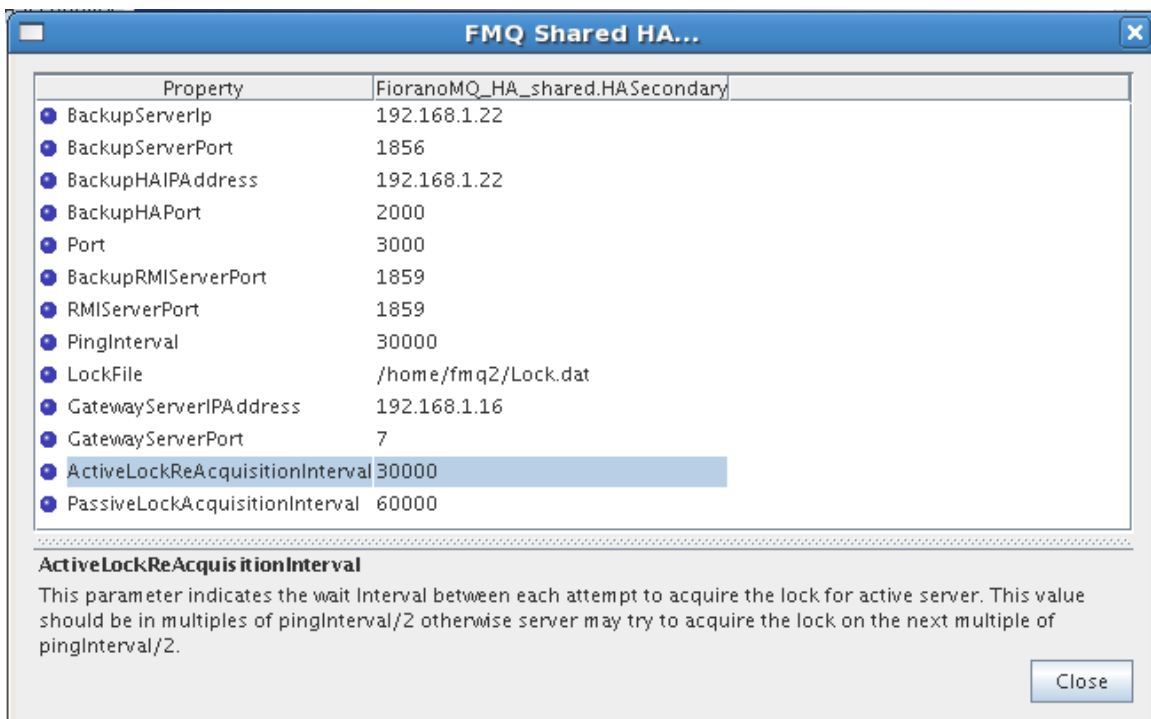 FMQ Shared HA...
Property FioranoMQ_HA_shared.HASecondary
BackupServerIp 192.168.1.22
BackupServerPort 1856
BackupHAIPAddress 192.168.1.22
BackupHAPort 2000
Port 3000
BackupRMIServerPort 1859
RMIServerPort 1859
PingInterval 30000
LockFile /home/fmq2/Lock.dat
GatewayServerIPAddress 192.168.1.16
GatewayServerPort 7
ActiveLockReAcquisitionInterval 30000
PassiveLockAcquisitionInterval 60000
ActiveLockReAcquisitionInterval
This parameter indicates the wait Interval between each attempt to acquire the lock for active server. This value
should be in multiples of pingInterval/2 otherwise server may try to acquire the lock on the next multiple of
pingInterval/2.
Close